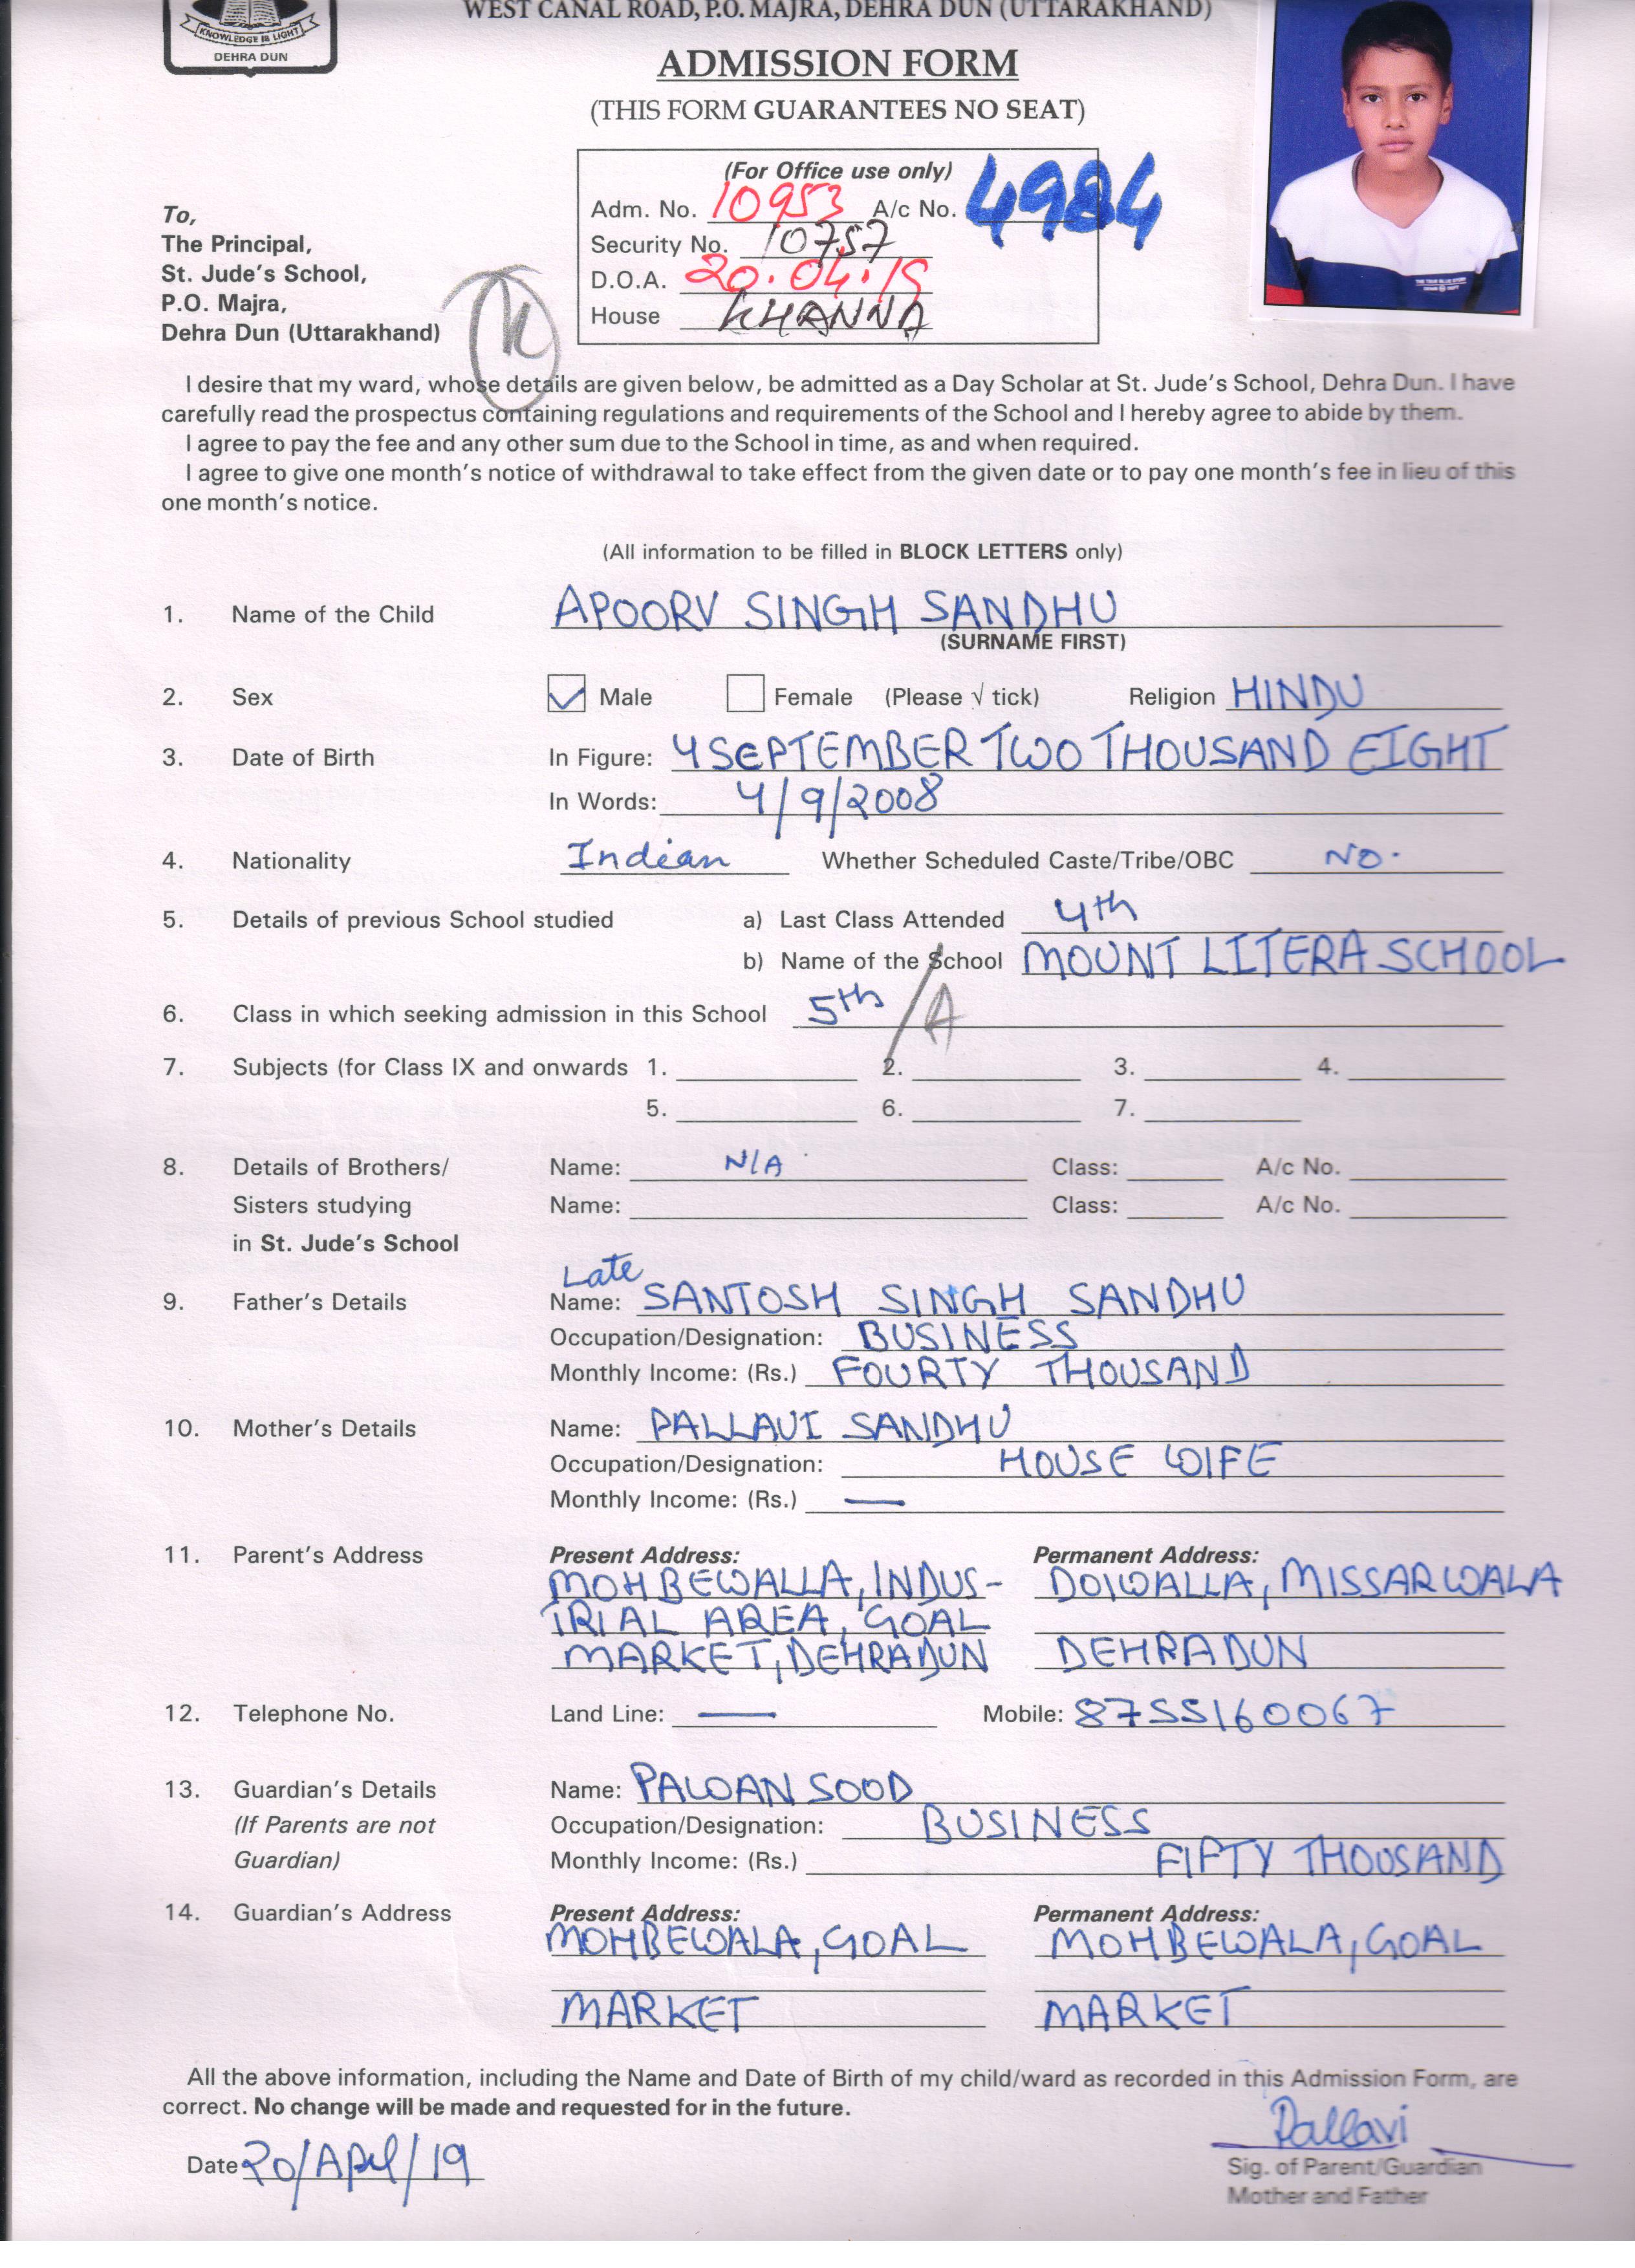 WEST CANAL ROAD, P.O. MAJRA, DEHRA DUN (UTTARAKHAND)
KNOWLEDGE IS LIGHT
DEHRA DUN
ADMISSION FORM
(THIS FORM GUARANTEES NO SEAT)
(For Office use only)
Adm. No. 10953 A/c No. 4984
Security No. 10757
D.O.A. 20.04.19
House KHANNA
To,
The Principal,
St. Jude's School,
P.O. Majra,
Dehra Dun (Uttarakhand)
I desire that my ward, whose details are given below, be admitted as a Day Scholar at St. Jude's School, Dehra Dun. I have
carefully read the prospectus containing regulations and requirements of the School and I hereby agree to abide by them.
I agree to pay the fee and any other sum due to the School in time, as and when required.
I agree to give one month's notice of withdrawal to take effect from the given date or to pay one month's fee in lieu of this
one month's notice.
(All information to be filled in BLOCK LETTERS only)
1. Name of the Child APOORV SINGH SANDHU
(SURNAME FIRST)
2. Sex Male Female (Please √ tick) Religion HINDU
3. Date of Birth In Figure: 4 SEPTEMBER TWO THOUSAND EIGHT
In Words: 4/9/2008
4. Nationality Indian Whether Scheduled Caste/Tribe/OBC NO.
5. Details of previous School studied a) Last Class Attended 4th
b) Name of the School MOUNT LITERA SCHOOL
6. Class in which seeking admission in this School 5th /A
7. Subjects (for Class IX and onwards 1. 2. 3. 4.
5. 6. 7.
8. Details of Brothers/ Name: N/A Class: A/c No.
Sisters studying Name: Class: A/c No.
in St. Jude's School
Late
9. Father's Details Name: SANTOSH SINGH SANDHU
Occupation/Designation: BUSINESS
Monthly Income: (Rs.) FOURTY THOUSAND
10. Mother's Details Name: PALLAVI SANDHU
Occupation/Designation: HOUSE WIFE
Monthly Income: (Rs.) —
11. Parent's Address Present Address: Permanent Address:
MOHBEWALLA, INDUS- DOIWALLA, MISSARWALA
TRIAL AREA, GOAL
MARKET, DEHRADUN DEHRADUN
12. Telephone No. Land Line: — Mobile: 8755160067
13. Guardian's Details Name: PAWAN SOOD
(If Parents are not Occupation/Designation: BUSINESS
Guardian) Monthly Income: (Rs.) FIFTY THOUSAND
14. Guardian's Address Present Address: Permanent Address:
MOHBEWALA, GOAL MOHBEWALA, GOAL
MARKET MARKET
All the above information, including the Name and Date of Birth of my child/ward as recorded in this Admission Form, are
correct. No change will be made and requested for in the future.
Pallavi
Date 20/April/19
Sig. of Parent/Guardian
Mother and Father